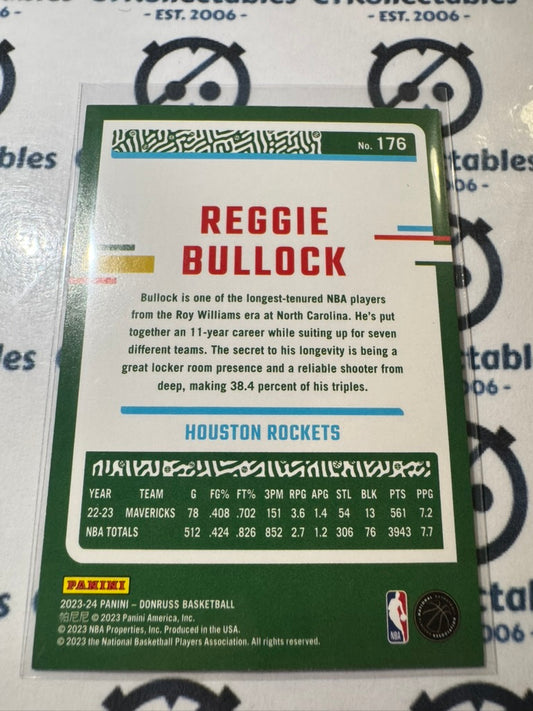 - EST. 2006 -
- EST. 2006 -
No. 176
REGGIE
BULLOCK
Bullock is one of the longest-tenured NBA players
from the Roy Williams era at North Carolina. He's put
together an 11-year career while suiting up for seven
different teams. The secret to his longevity is being a
great locker room presence and a reliable shooter from
deep, making 38.4 percent of his triples.
HOUSTON ROCKETS
YEAR TEAM G FG% FT% 3PM RPG APG STL BLK PTS PPG
22-23 MAVERICKS 78 .408 .702 151 3.6 1.4 54 13 561 7.2
NBA TOTALS 512 .424 .826 852 2.7 1.2 306 76 3943 7.7
PANINI
2023-24 PANINI – DONRUSS BASKETBALL
帕尼尼 © 2023 Panini America, Inc.
© 2023 NBA Properties, Inc. Produced in the USA.
© 2023 the National Basketball Players Association. All rights reserved.
NBA